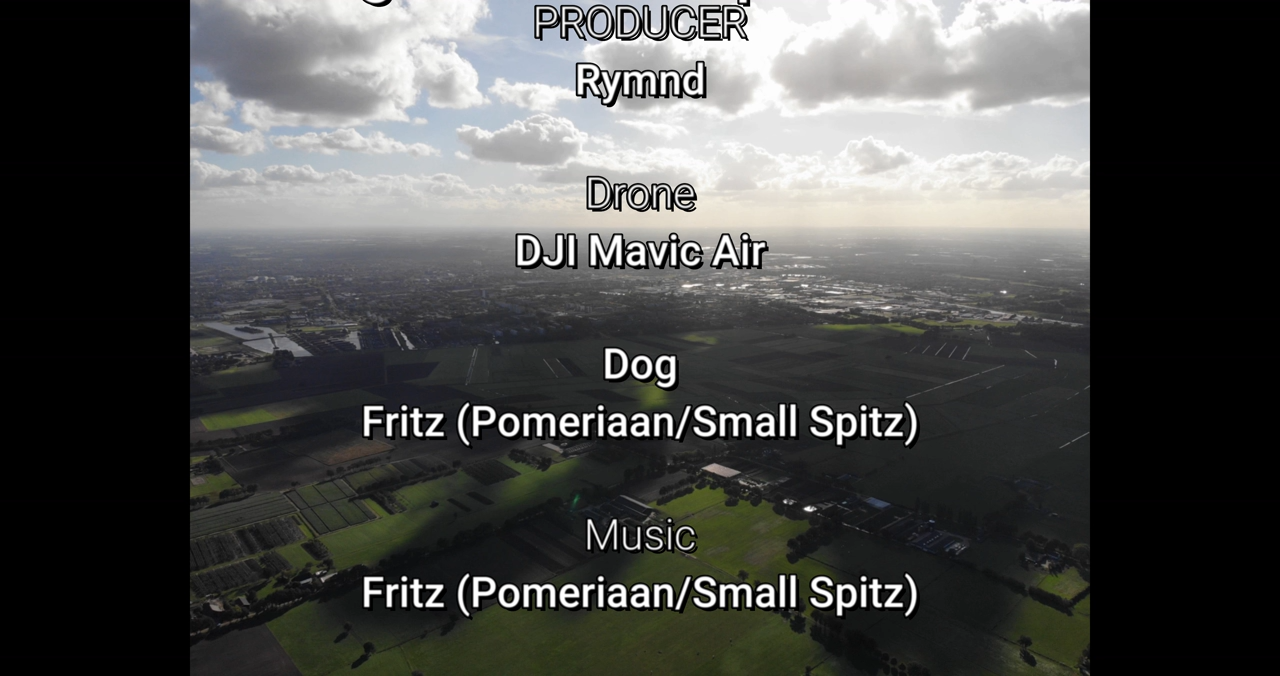 PRODUCER
Rymnd
Drone
DJI Mavic Air
Dog
Fritz (Pomeriaan/Small Spitz)
Music
Fritz (Pomeriaan/Small Spitz)